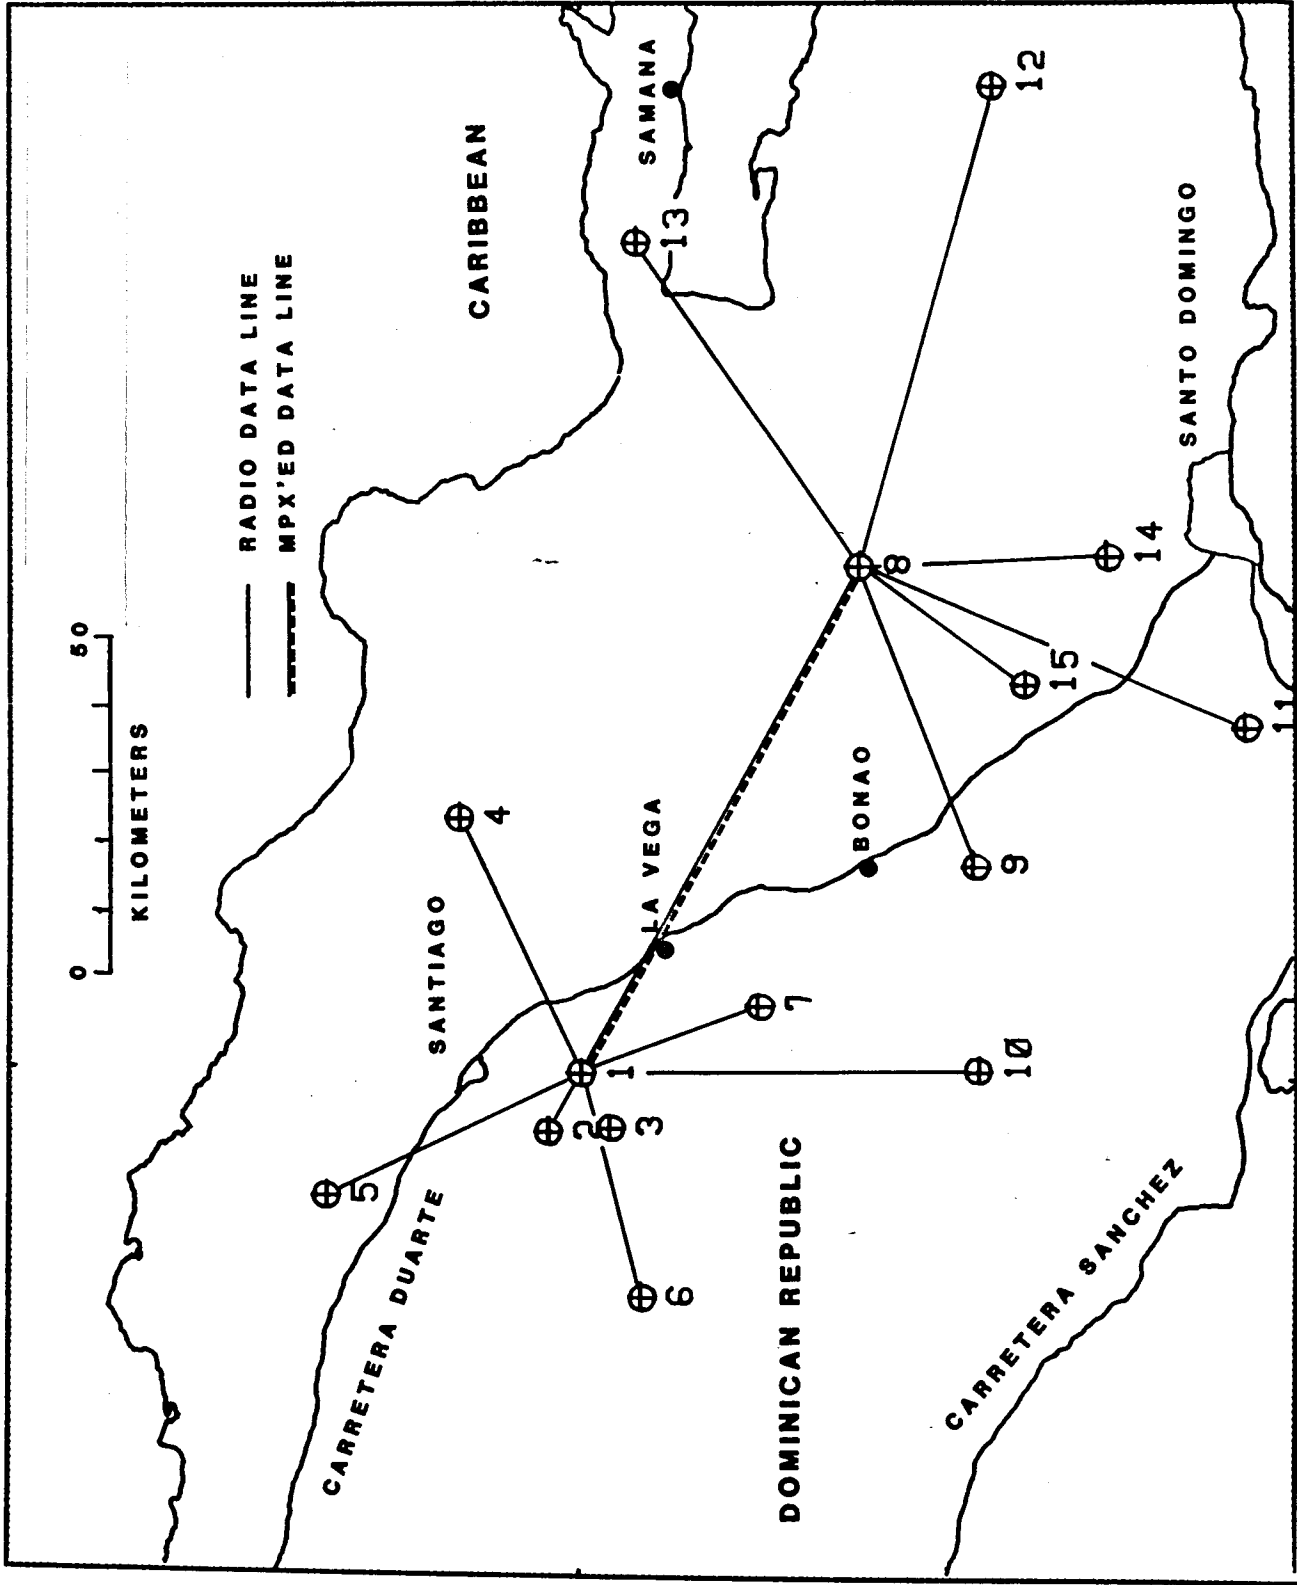 0 50
KILOMETERS
RADIO DATA LINE
MPX'ED DATA LINE
CARIBBEAN
SAMANA
SANTIAGO
LA VEGA
BONAO
SANTO DOMINGO
CARRETERA DUARTE
DOMINICAN REPUBLIC
CARRETERA SANCHEZ
1
2
3
4
5
6
7
8
9
10
11
12
13
14
15